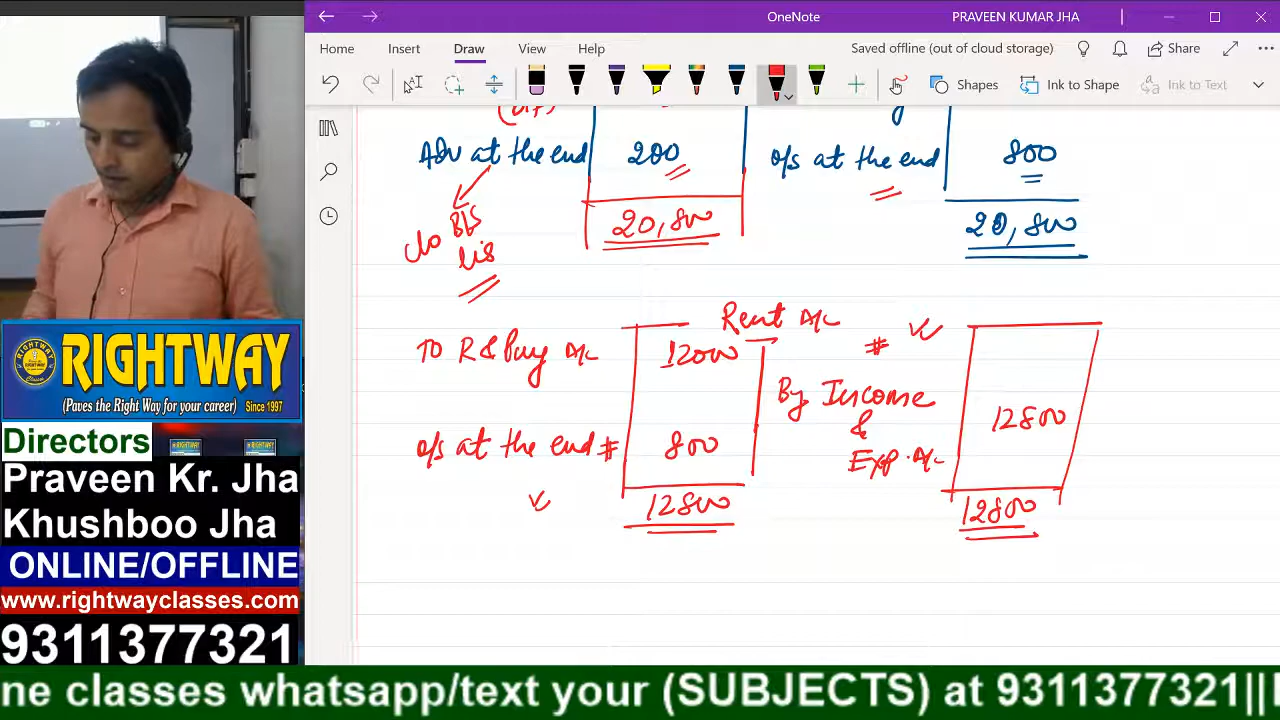 OneNote
PRAVEEN KUMAR JHA
Home Insert Draw View Help
Saved offline (out of cloud storage)
Share
Shapes
Ink to Shape
Ink to Text
Adv at the end 200
o/s at the end 800
20,800
20,800
clo B/S
lis
Rent A/c
To R & Pay A/c 12000
#
By Income
&
Exp. A/c
12800
o/s at the end # 800
12800
12800
RIGHTWAY
(Paves the Right Way for your career) Since 1997
Directors
Praveen Kr. Jha
Khushboo Jha
ONLINE/OFFLINE
www.rightwayclasses.com
9311377321
ne classes whatsapp/text your (SUBJECTS) at 9311377321||